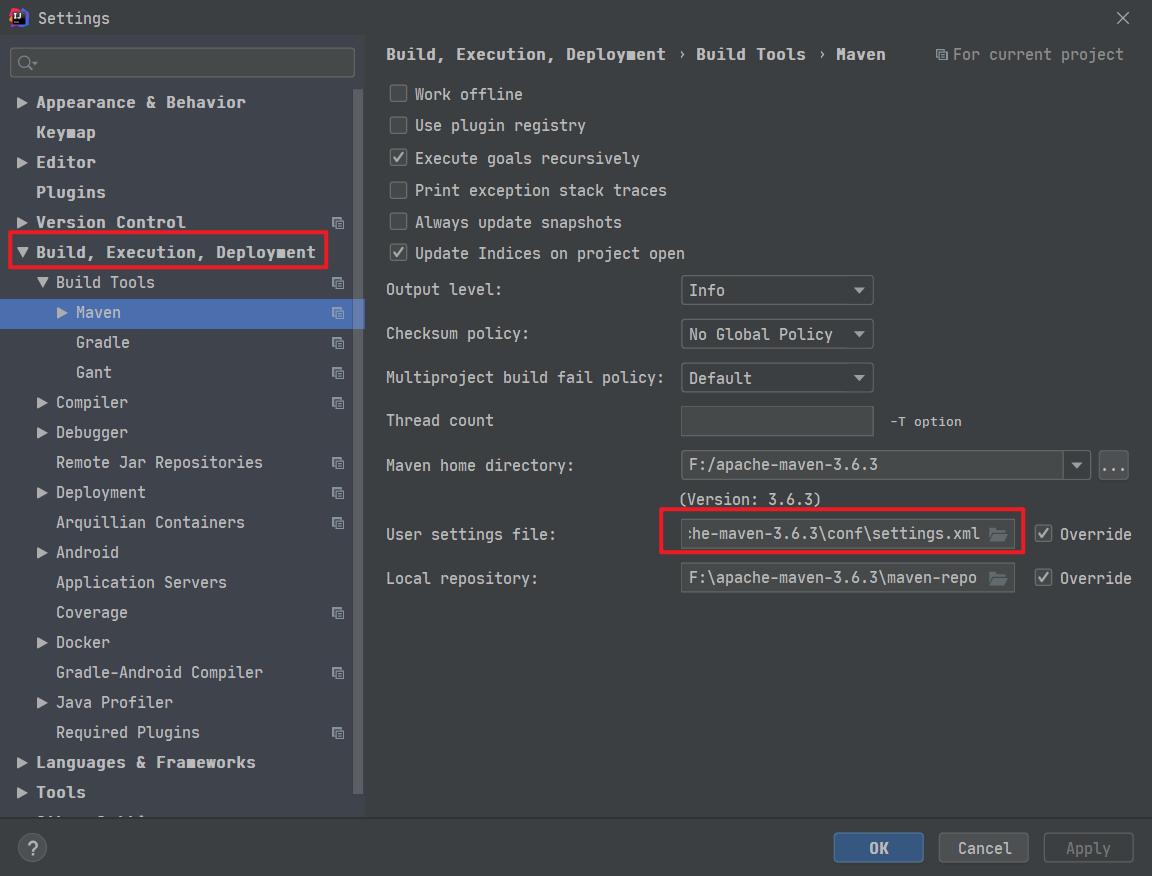 Settings
Build, Execution, Deployment › Build Tools › Maven
For current project
Appearance & Behavior
Keymap
Editor
Plugins
Version Control
Build, Execution, Deployment
Build Tools
Maven
Gradle
Gant
Compiler
Debugger
Remote Jar Repositories
Deployment
Arquillian Containers
Android
Application Servers
Coverage
Docker
Gradle-Android Compiler
Java Profiler
Required Plugins
Languages & Frameworks
Tools
Work offline
Use plugin registry
Execute goals recursively
Print exception stack traces
Always update snapshots
Update Indices on project open
Output level: Info
Checksum policy: No Global Policy
Multiproject build fail policy: Default
Thread count -T option
Maven home directory: F:/apache-maven-3.6.3 ...
(Version: 3.6.3)
User settings file: he-maven-3.6.3\conf\settings.xml Override
Local repository: F:\apache-maven-3.6.3\maven-repo Override
? OK Cancel Apply